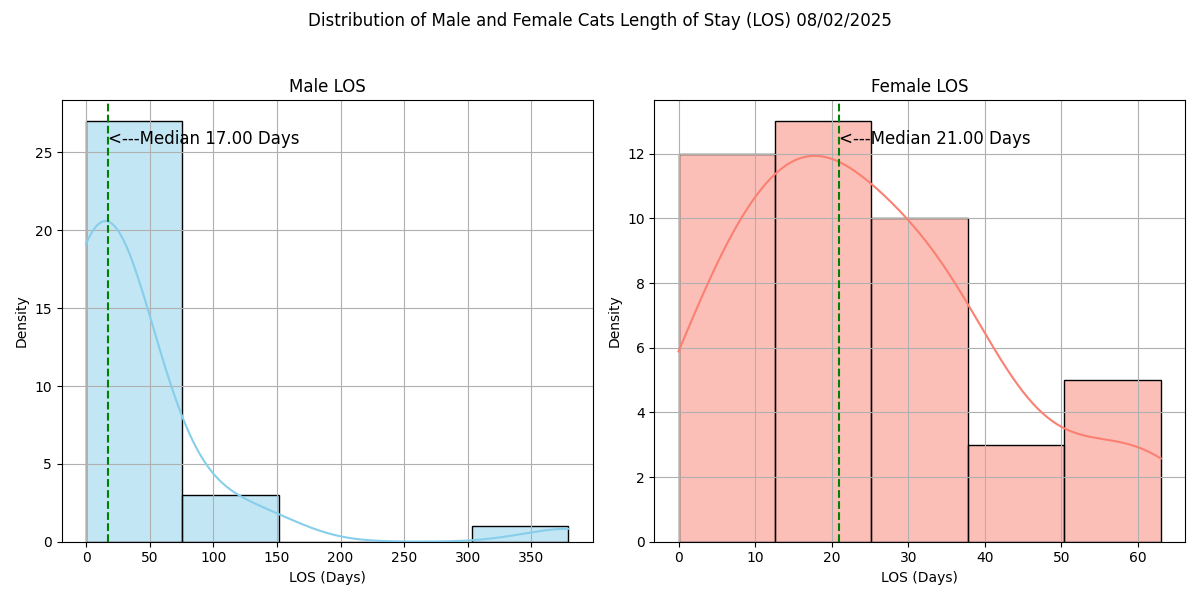 Distribution of Male and Female Cats Length of Stay (LOS) 08/02/2025
Male LOS
<---Median 17.00 Days
Density
25
20
15
10
5
0
0 50 100 150 200 250 300 350
LOS (Days)
Female LOS
<---Median 21.00 Days
Density
12
10
8
6
4
2
0
0 10 20 30 40 50 60
LOS (Days)